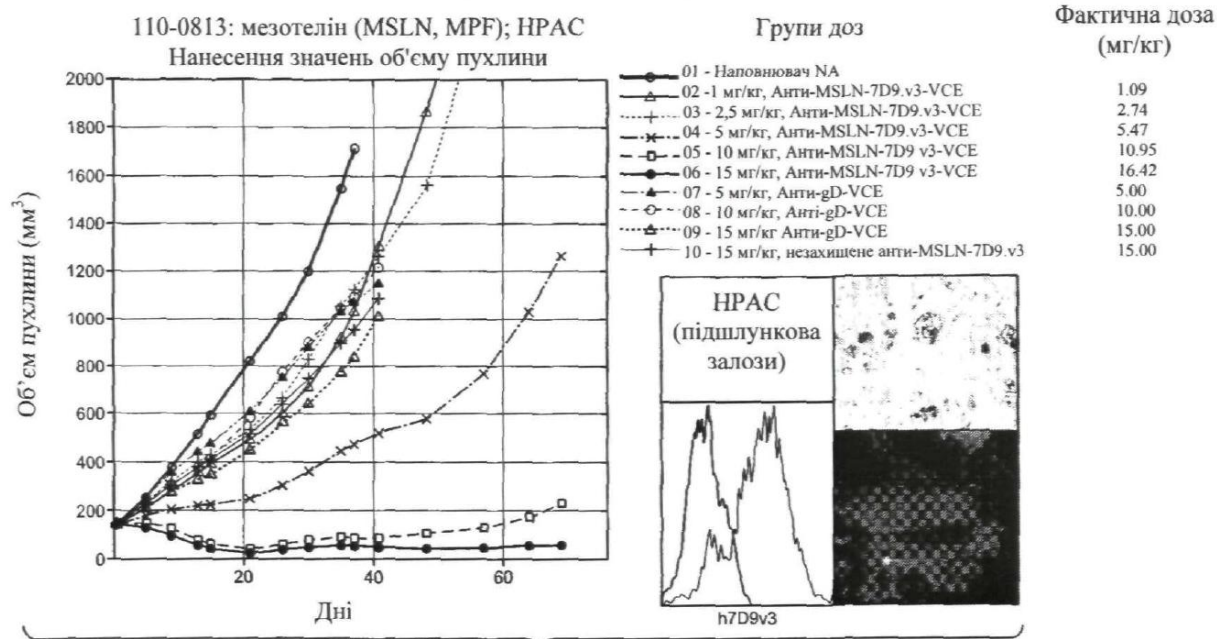 110-0813: мезотелін (MSLN, MPF); HPAC
Нанесення значень об'єму пухлини
Об’єм пухлини (мм³)
2000
1800
1600
1400
1200
1000
800
600
400
200
0
20
40
60
Дні
Групи доз
Фактична доза
(мг/кг)
01 - Наповнювач NA
02 -1 мг/кг, Анти-MSLN-7D9.v3-VCE 1.09
03 - 2,5 мг/кг, Анти-MSLN-7D9.v3-VCE 2.74
04 - 5 мг/кг, Анти-MSLN-7D9.v3-VCE 5.47
05 - 10 мг/кг, Анти-MSLN-7D9 v3-VCE 10.95
06 - 15 мг/кг, Анти-MSLN-7D9 v3-VCE 16.42
07 - 5 мг/кг, Анти-gD-VCE 5.00
08 - 10 мг/кг, Анті-gD-VCE 10.00
09 - 15 мг/кг Анти-gD-VCE 15.00
10 - 15 мг/кг, незахищене анти-MSLN-7D9.v3 15.00
HPAC
(підшлункова
залози)
h7D9v3